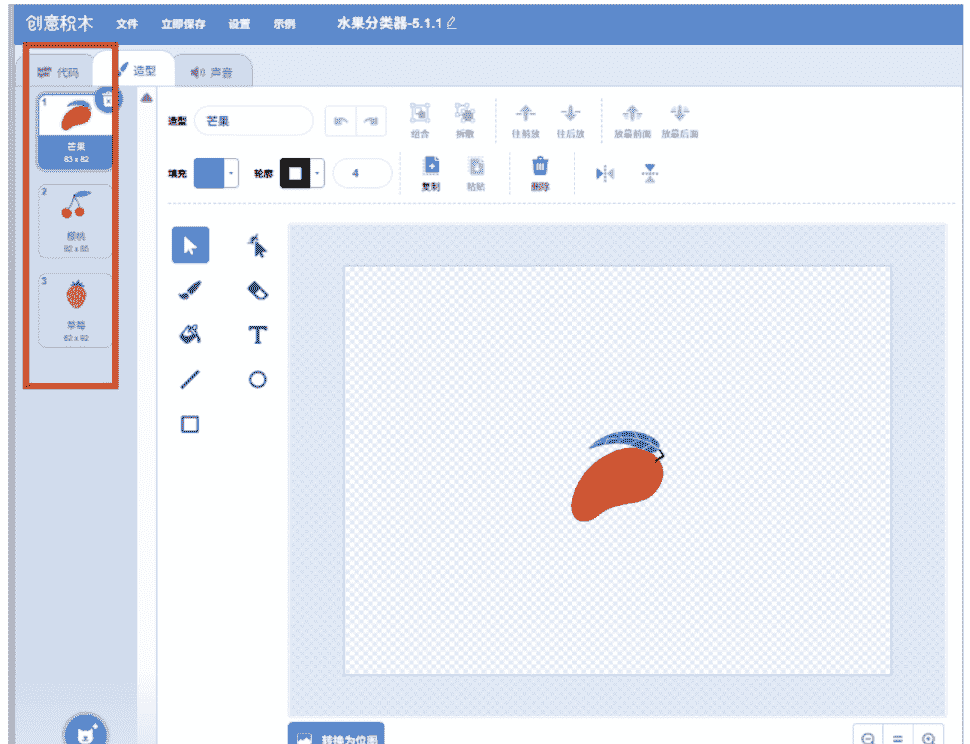 创意积木 文件 立即保存 设置 示例 水果分类器-5.1.1
代码 造型 声音
1
芒果
83 x 82
2
樱桃
3
草莓
造型 芒果
组合 拆散 往前放 往后放 放最前面 放最后面
填充 轮廓 4
复制 粘贴 删除
T
转换为位图